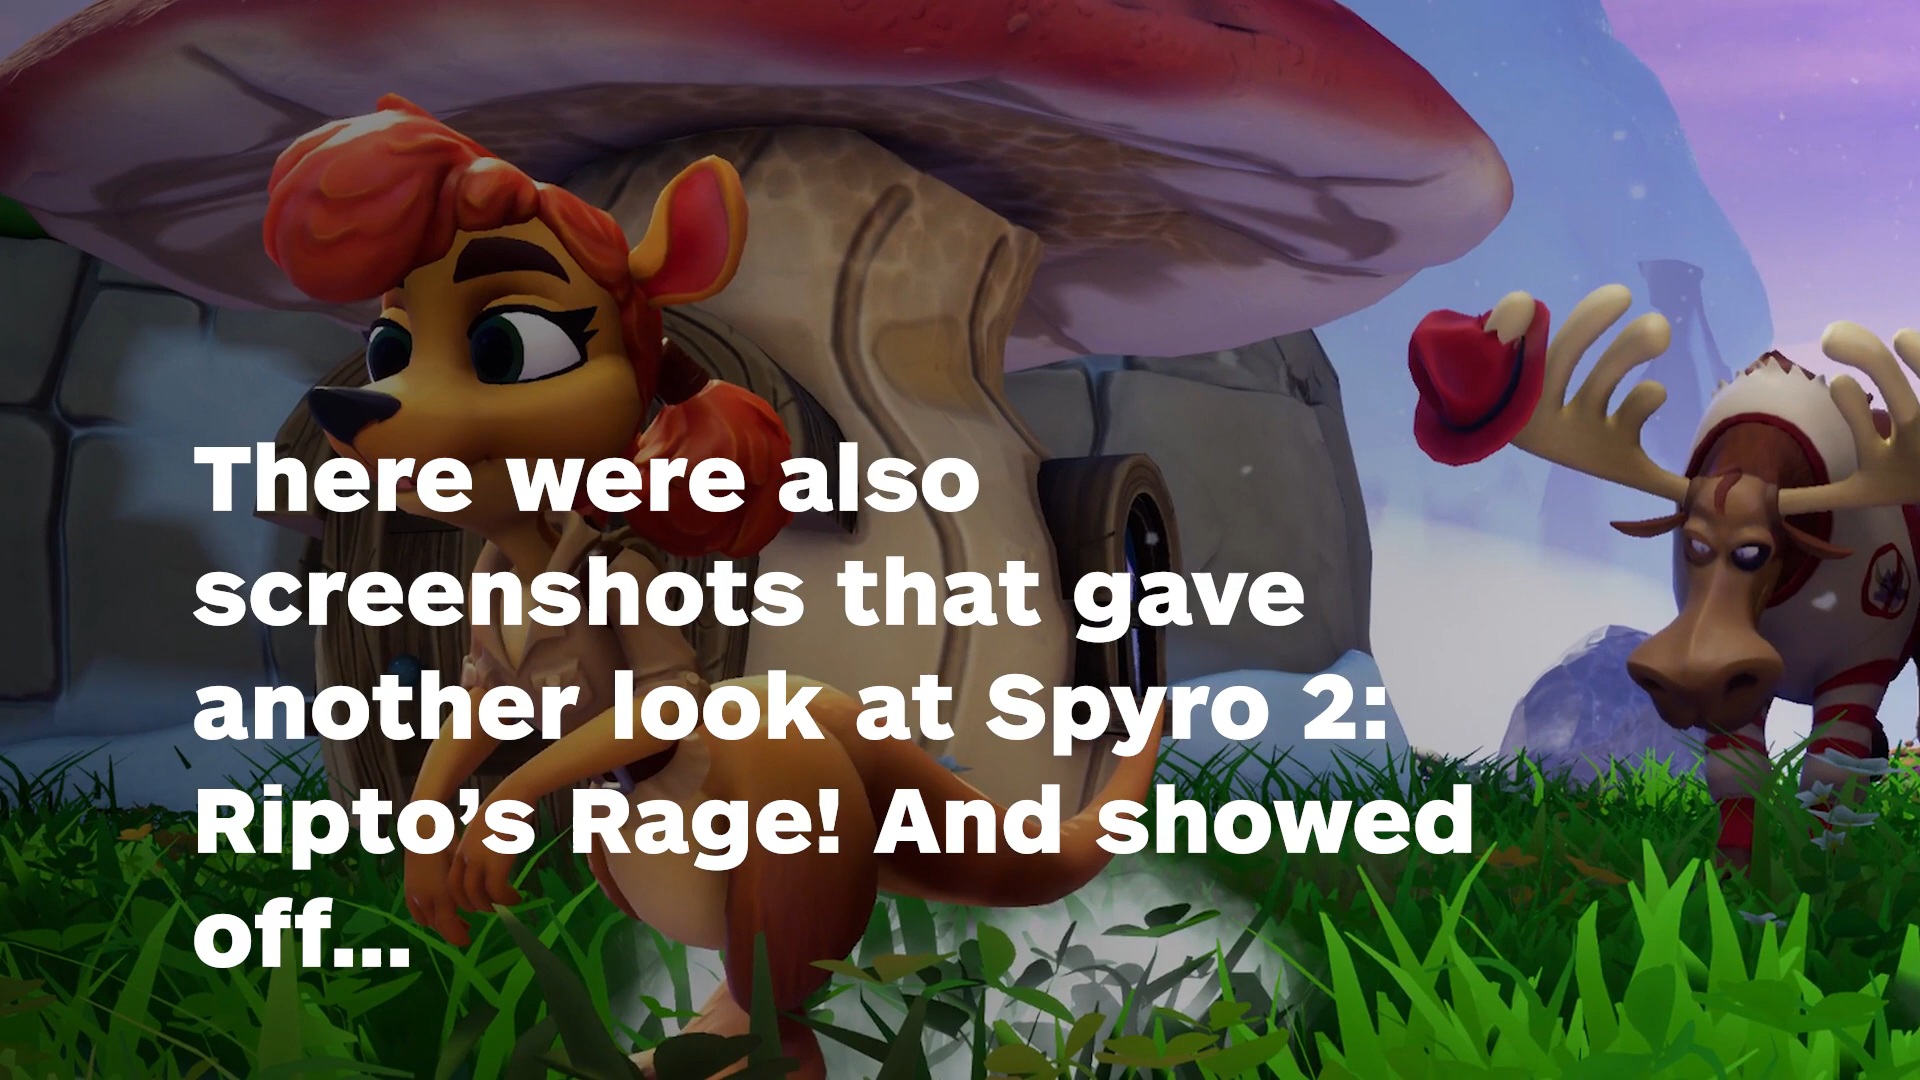 There were also
screenshots that gave
another look at Spyro 2:
Ripto’s Rage! And showed
off...